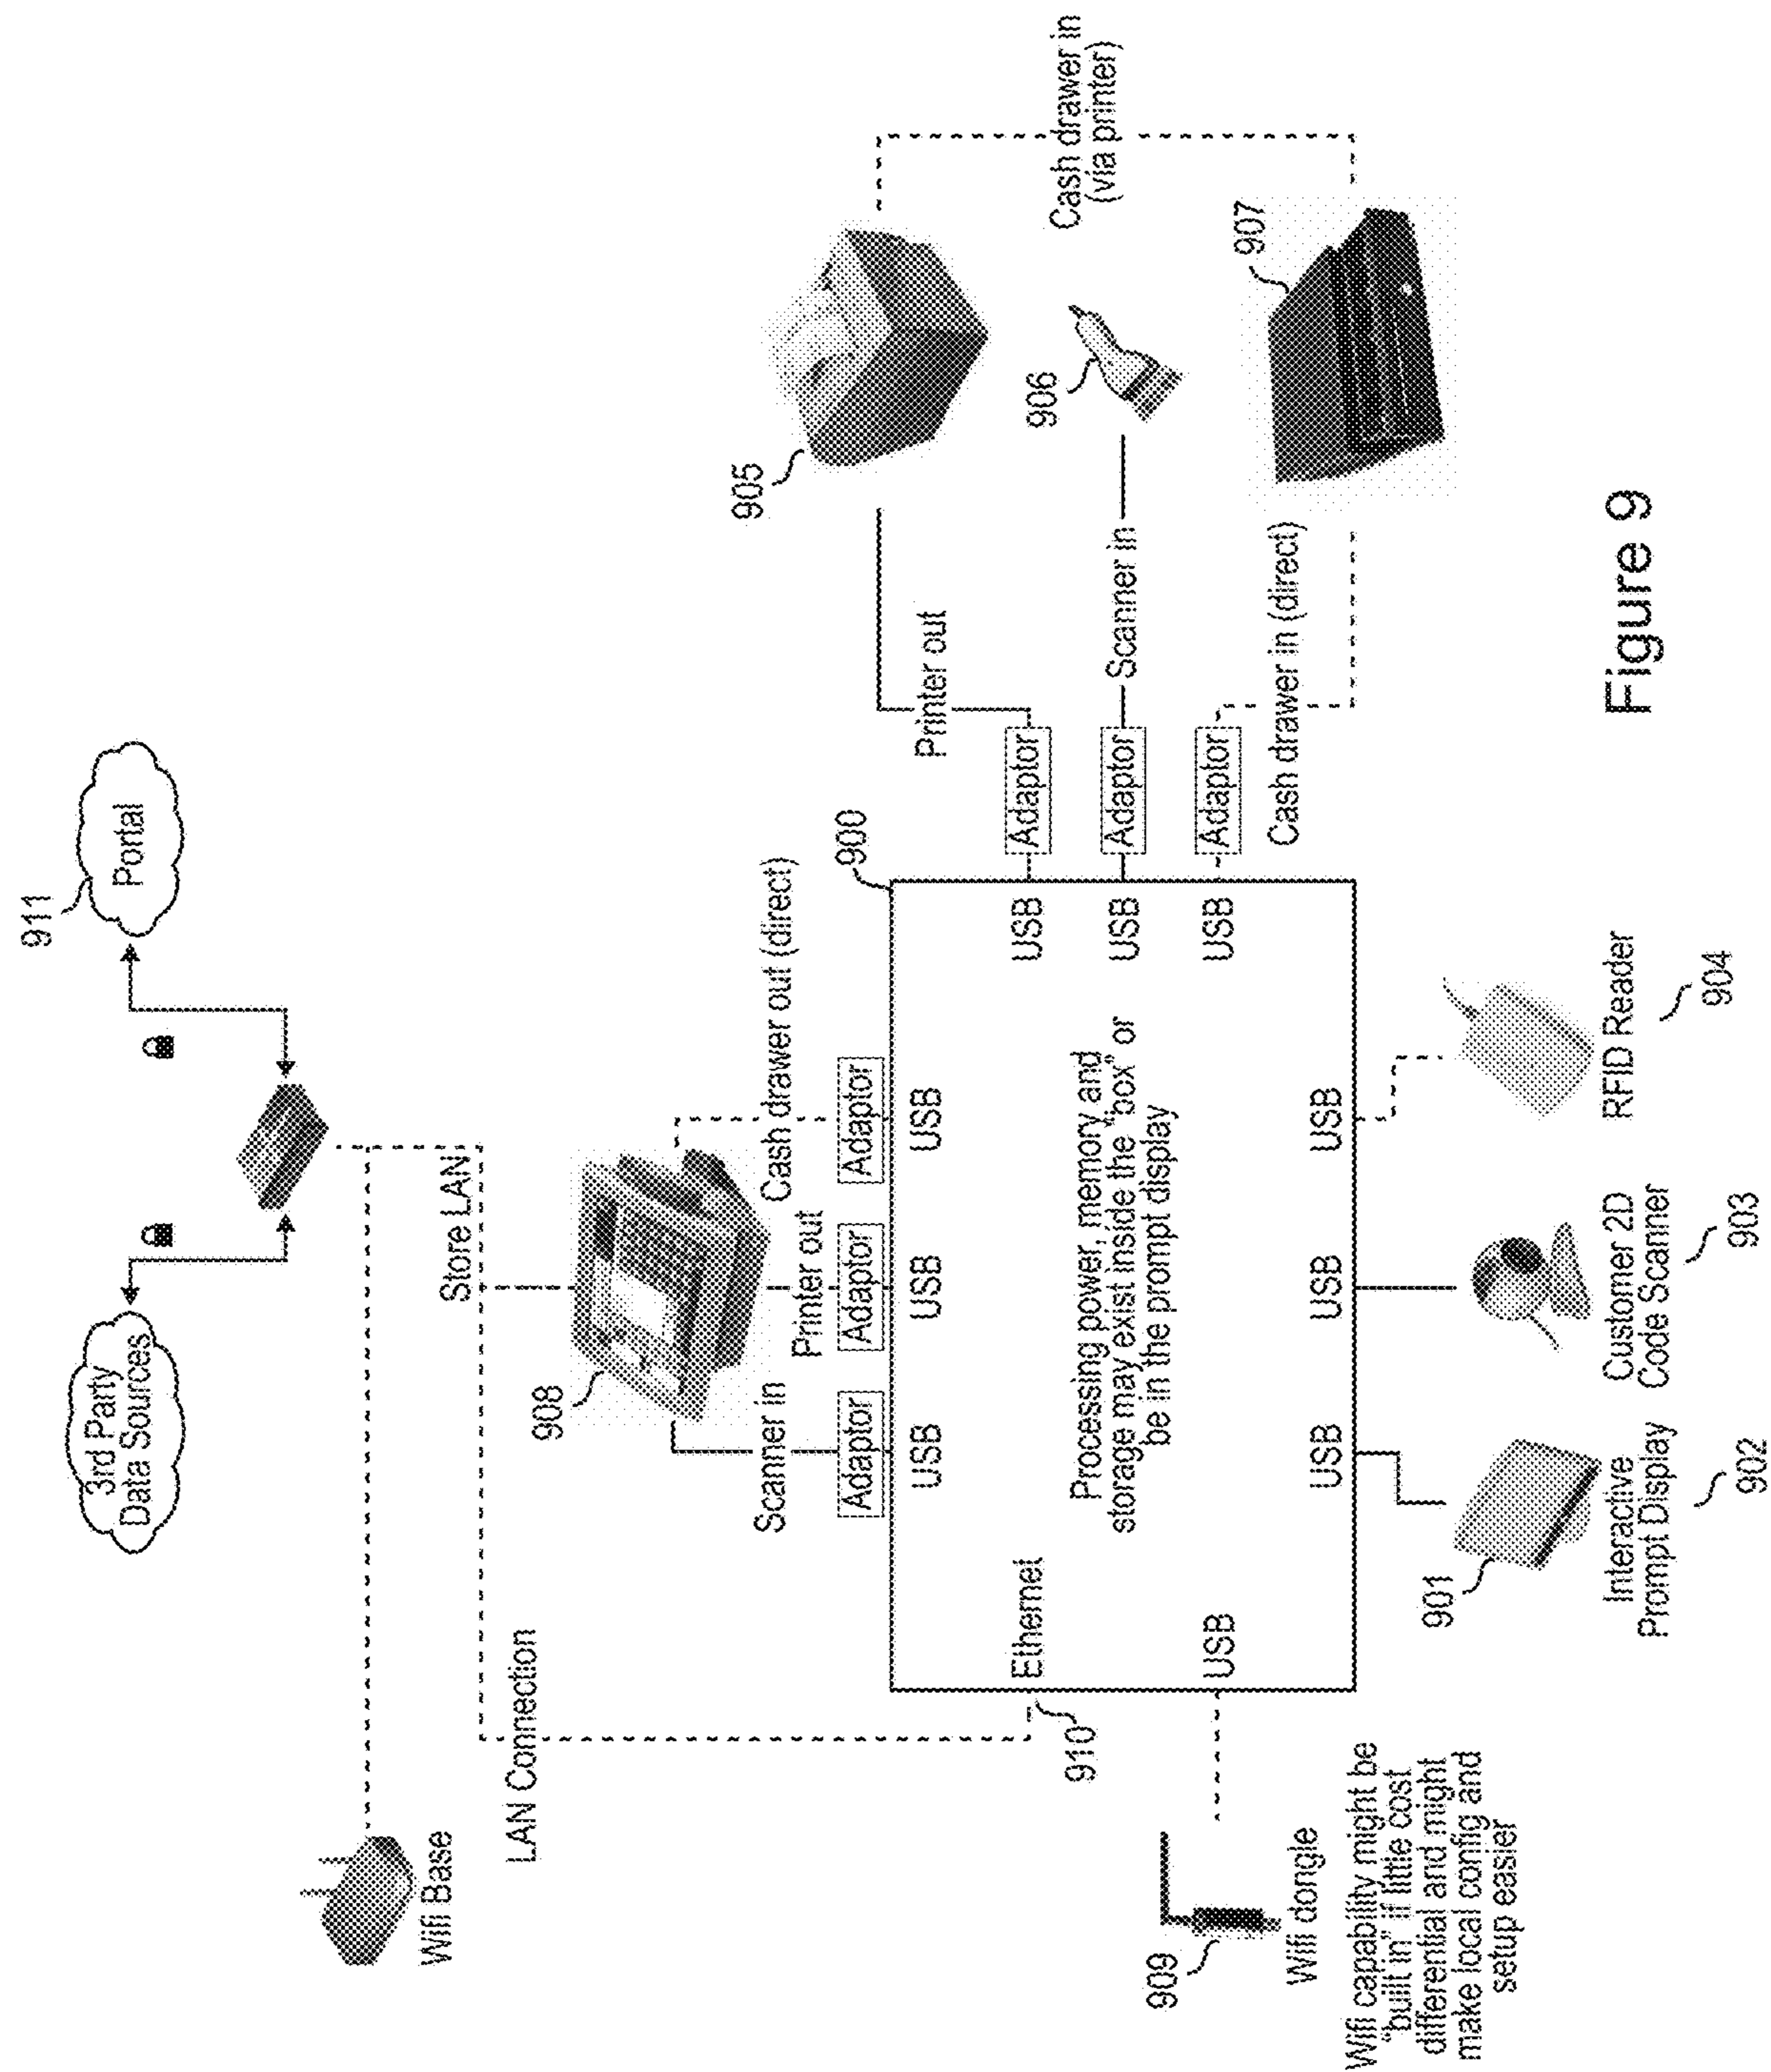 3rd Party
Data Sources
911
Portal
Wifi Base
Store LAN
LAN Connection
908
Scanner in
Printer out
Cash drawer out (direct)
Adaptor
Adaptor
Adaptor
900
USB
USB
USB
905
Printer out
Ethernet
910
USB
Adaptor
906
Cash drawer in
(via printer)
Processing power, memory and
storage may exist inside the "box" or
be in the prompt display
USB
Adaptor
Scanner in
909
Wifi dongle
USB
USB
Adaptor
907
Cash drawer in (direct)
Wifi capability might be
"built in" if little cost
differential and might
make local config and
setup easier
USB
USB
USB
901
Interactive
Prompt Display
902
Customer 2D
Code Scanner
903
RFID Reader
904
Figure 9